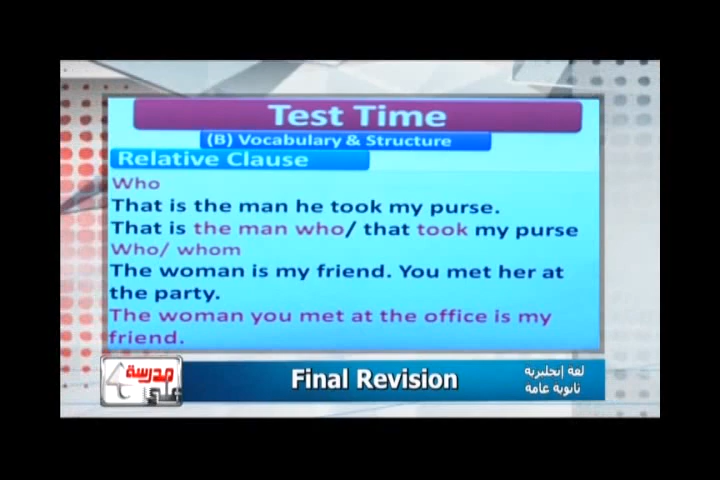 Test Time
(B) Vocabulary & Structure
Relative Clause
Who
That is the man he took my purse.
That is the man who/ that took my purse
Who/ whom
The woman is my friend. You met her at
the party.
The woman you met at the office is my
friend.
مدرسة
على
Final Revision
لغة إنجليزية
ثانوية عامة